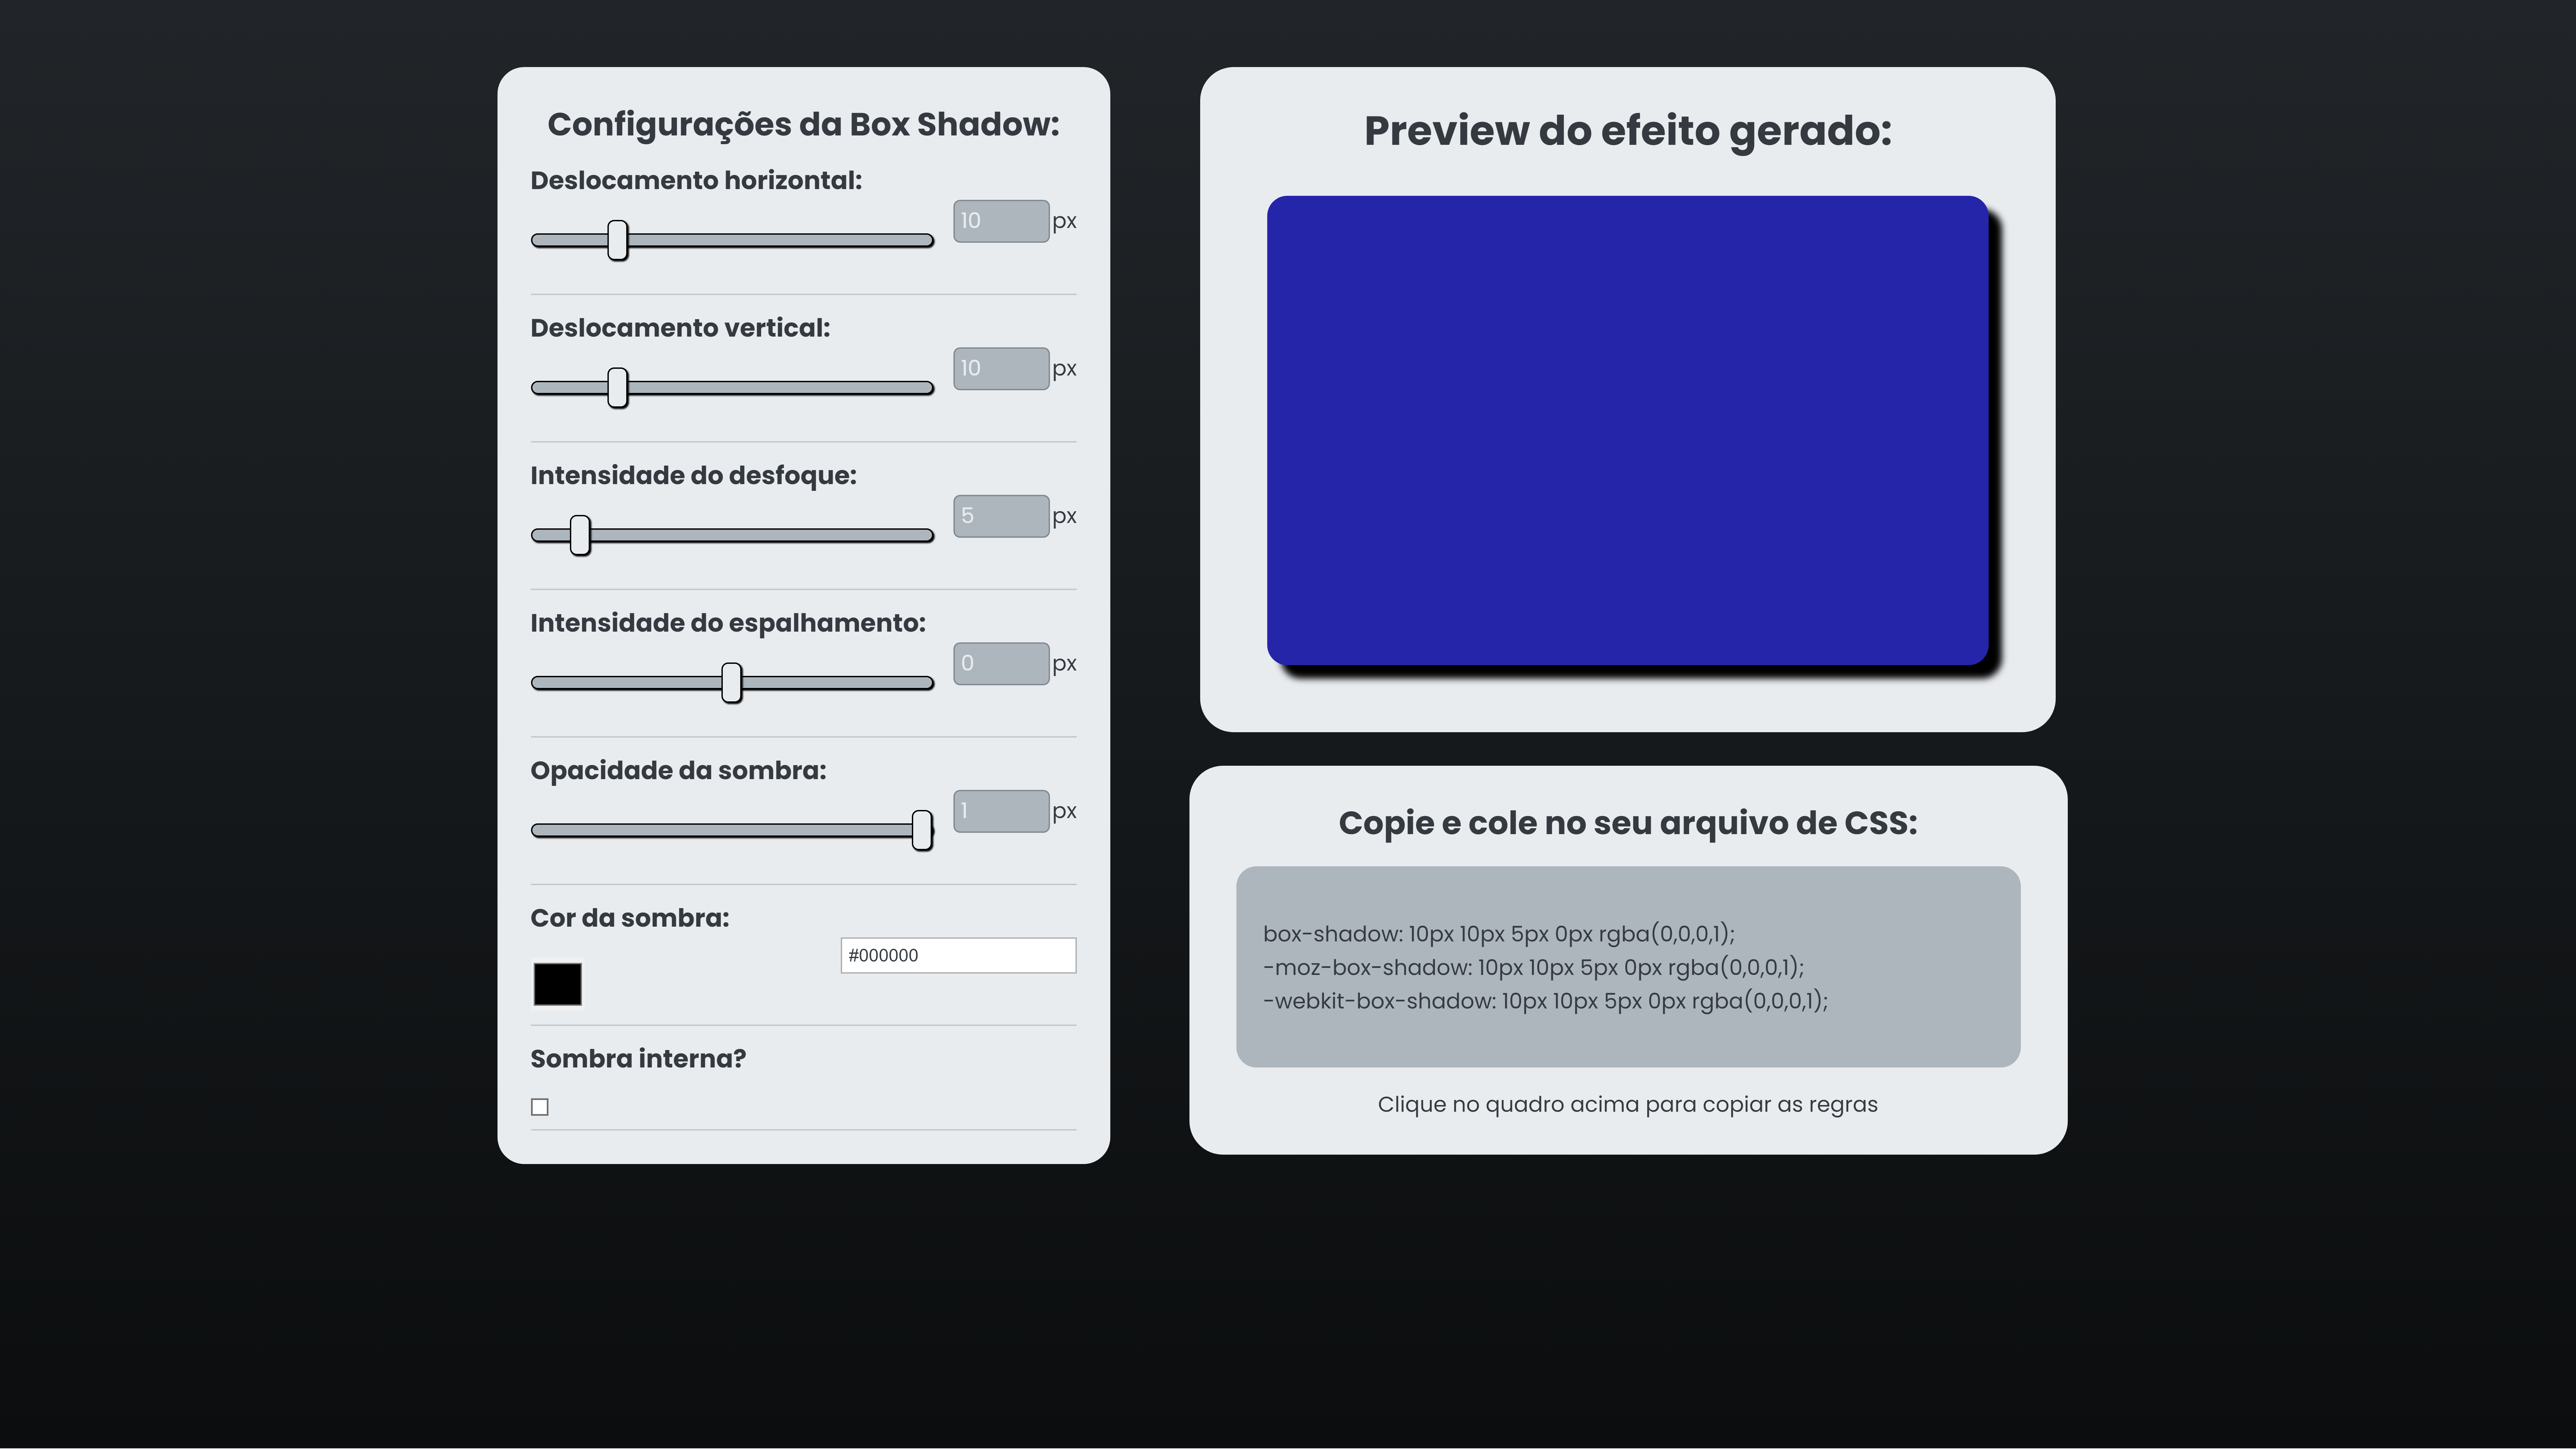 Configurações da Box Shadow:
Deslocamento horizontal:
10 px
Deslocamento vertical:
10 px
Intensidade do desfoque:
5 px
Intensidade do espalhamento:
0 px
Opacidade da sombra:
1 px
Cor da sombra:
#000000
Sombra interna?
Preview do efeito gerado:
Copie e cole no seu arquivo de CSS:
box-shadow: 10px 10px 5px 0px rgba(0,0,0,1);
-moz-box-shadow: 10px 10px 5px 0px rgba(0,0,0,1);
-webkit-box-shadow: 10px 10px 5px 0px rgba(0,0,0,1);
Clique no quadro acima para copiar as regras